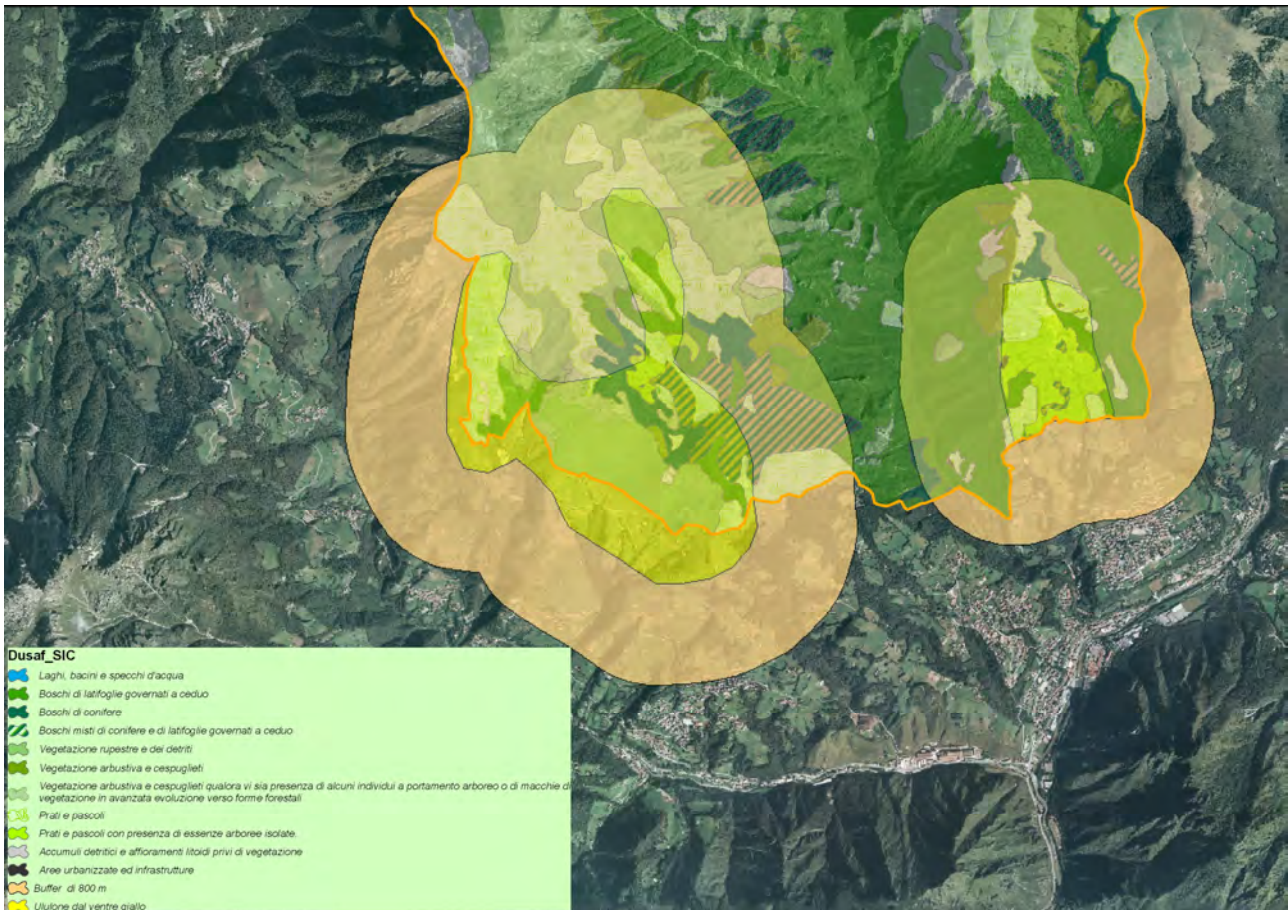 Dusaf_SIC
Laghi, bacini e specchi d'acqua
Boschi di latifoglie governati a ceduo
Boschi di conifere
Boschi misti di conifere e di latifoglie governati a ceduo
Vegetazione rupestre e dei detriti
Vegetazione arbustiva e cespuglieti
Vegetazione arbustiva e cespuglieti qualora vi sia presenza di alcuni individui a portamento arboreo o di macchie di
vegetazione in avanzata evoluzione verso forme forestali
Prati e pascoli
Prati e pascoli con presenza di essenze arboree isolate.
Accumuli detritici e affioramenti litoidi privi di vegetazione
Aree urbanizzate ed infrastrutture
Buffer di 800 m
Ululone dal ventre giallo